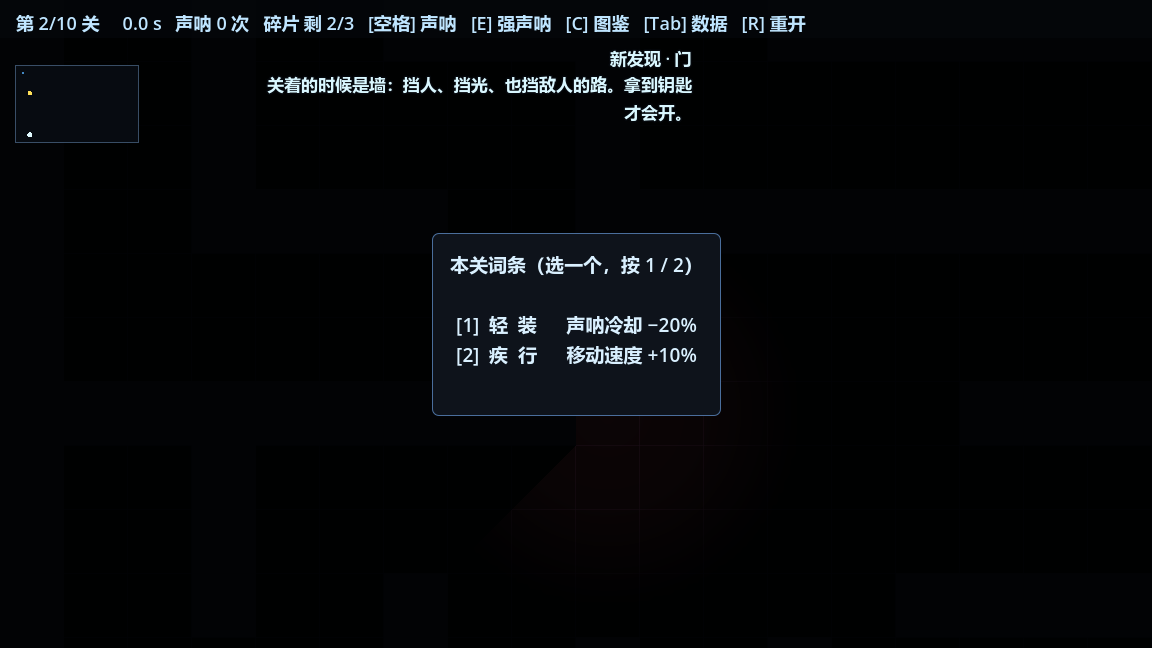 第 2/10 关 0.0 s 声呐 0 次 碎片 剩 2/3 [空格] 声呐 [E] 强声呐 [C] 图鉴 [Tab] 数据 [R] 重开
新发现 · 门
关着的时候是墙：挡人、挡光、也挡敌人的路。拿到钥匙
才会开。
本关词条（选一个，按 1 / 2）
[1] 轻 装 声呐冷却 −20%
[2] 疾 行 移动速度 +10%